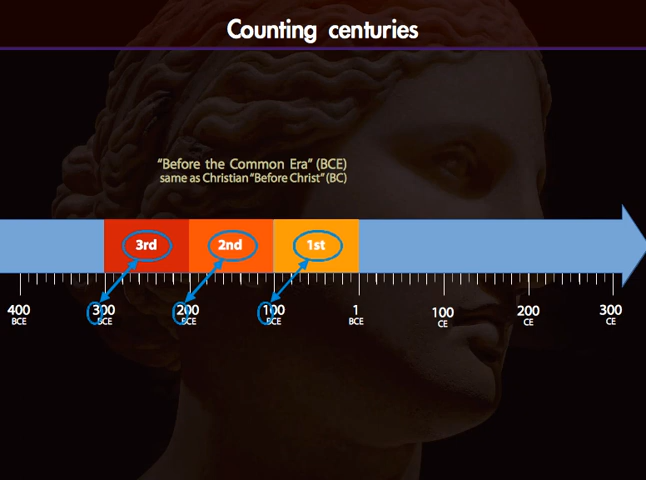 Counting centuries
“Before the Common Era” (BCE)
same as Christian “Before Christ” (BC)
3rd 2nd 1st
400 300 200 100 1 100 200 300
BCE BCE BCE BCE BCE CE CE CE